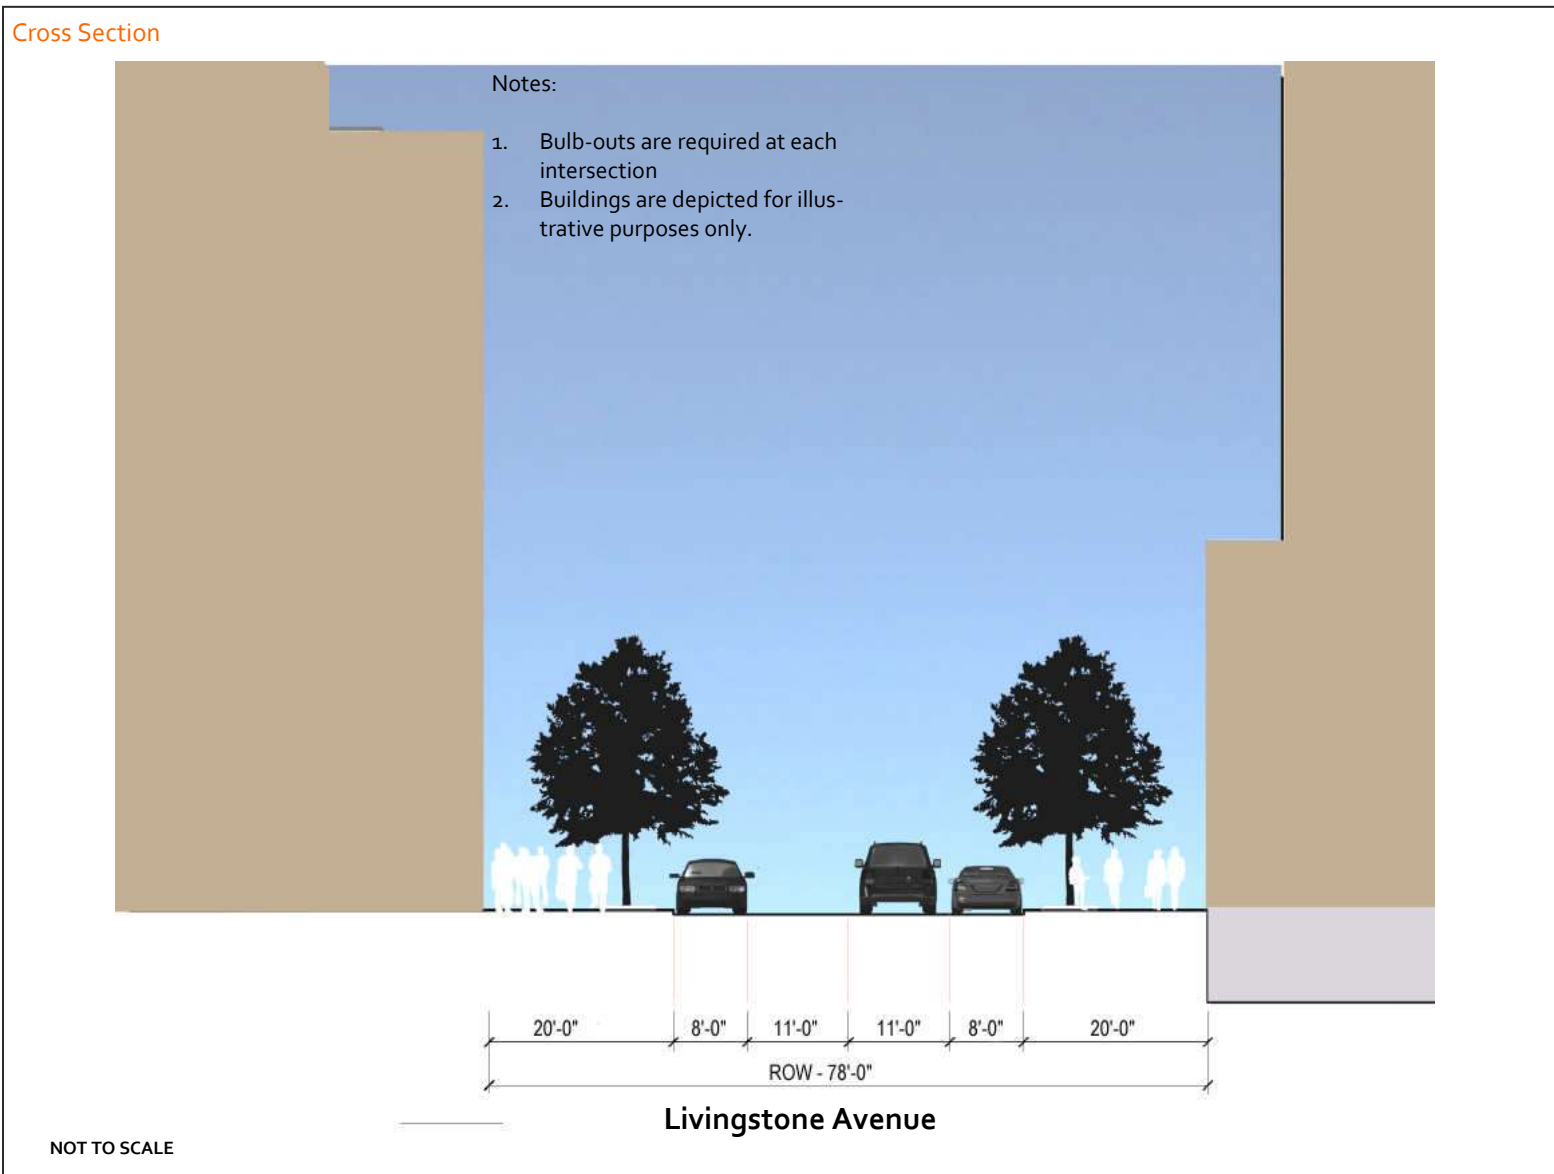 Cross Section
Notes:
1. Bulb-outs are required at each
intersection
2. Buildings are depicted for illus-
trative purposes only.
20'-0" 8'-0" 11'-0" 11'-0" 8'-0" 20'-0"
ROW - 78'-0"
Livingstone Avenue
NOT TO SCALE